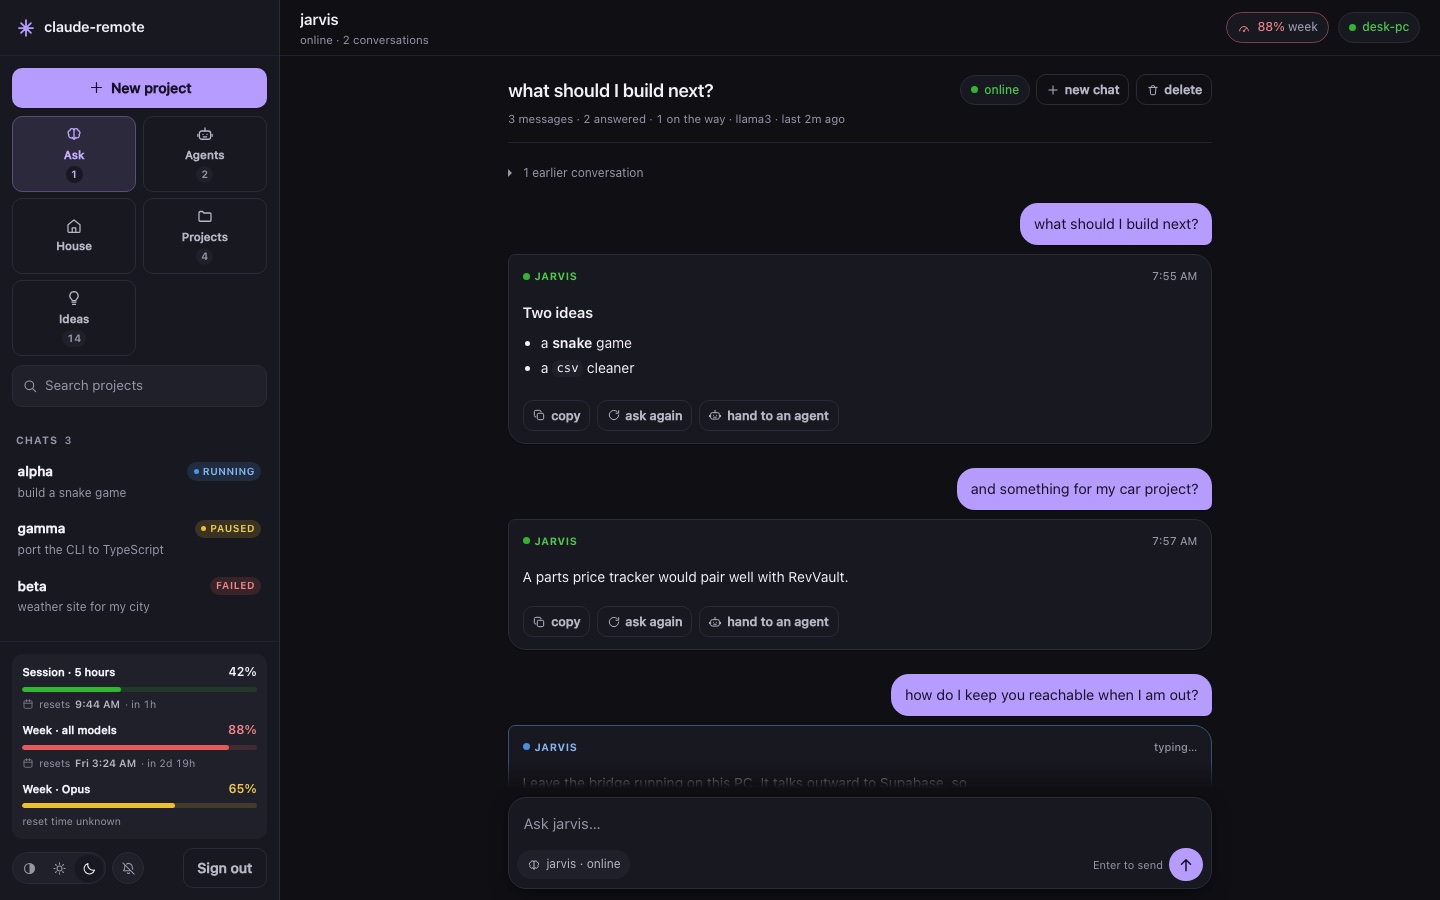 claude-remote
New project
Ask
1
Agents
2
House
Projects
4
Ideas
14
Search projects
CHATS 3
alpha
RUNNING
build a snake game
gamma
PAUSED
port the CLI to TypeScript
beta
FAILED
weather site for my city
Session · 5 hours 42%
resets 9:44 AM · in 1h
Week · all models 88%
resets Fri 3:24 AM · in 2d 19h
Week · Opus 65%
reset time unknown
Sign out
jarvis
online · 2 conversations
88% week
desk-pc
what should I build next?
online
new chat
delete
3 messages · 2 answered · 1 on the way · llama3 · last 2m ago
1 earlier conversation
what should I build next?
JARVIS 7:55 AM
Two ideas
• a snake game
• a csv cleaner
copy
ask again
hand to an agent
and something for my car project?
JARVIS 7:57 AM
A parts price tracker would pair well with RevVault.
copy
ask again
hand to an agent
how do I keep you reachable when I am out?
JARVIS typing...
Leave the bridge running on this PC. It talks outward to Supabase, so
Ask jarvis...
jarvis · online
Enter to send